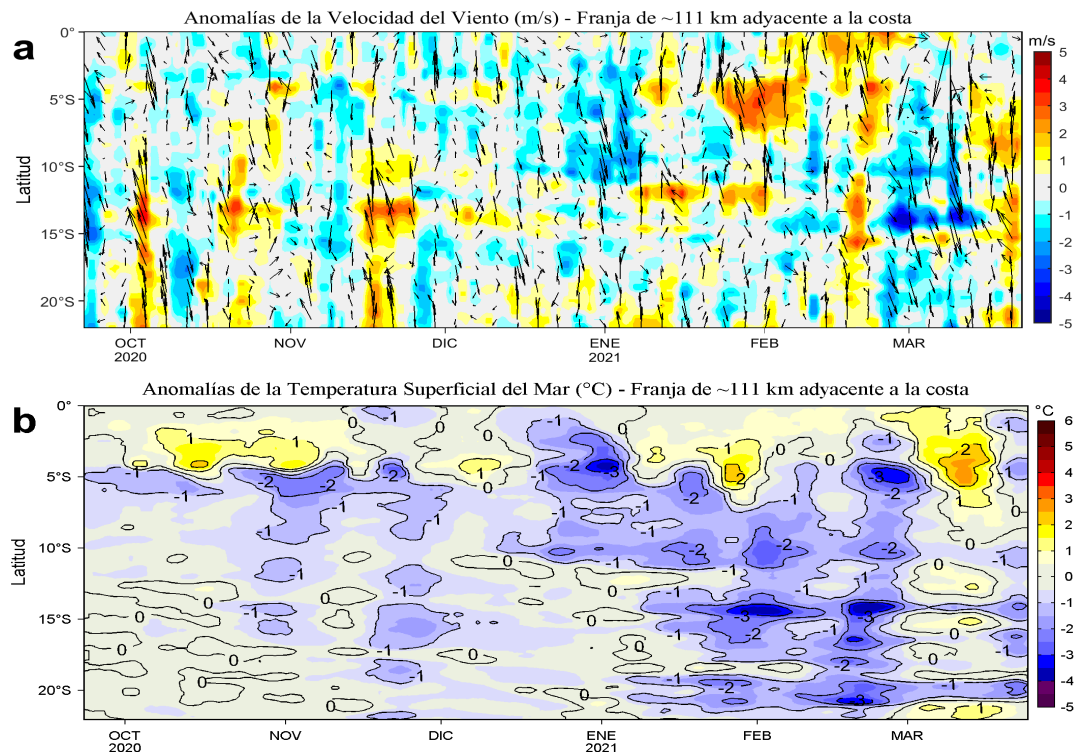 Anomalías de la Velocidad del Viento (m/s) - Franja de ~111 km adyacente a la costa
a
m/s
0°
5°S
10°S
15°S
20°S
Latitud
5
4
3
2
1
0
-1
-2
-3
-4
-5
OCT NOV DIC ENE FEB MAR
2020 2021
Anomalías de la Temperatura Superficial del Mar (°C) - Franja de ~111 km adyacente a la costa
b
°C
0°
5°S
10°S
15°S
20°S
Latitud
6
5
4
3
2
1
0
-1
-2
-3
-4
-5
OCT NOV DIC ENE FEB MAR
2020 2021